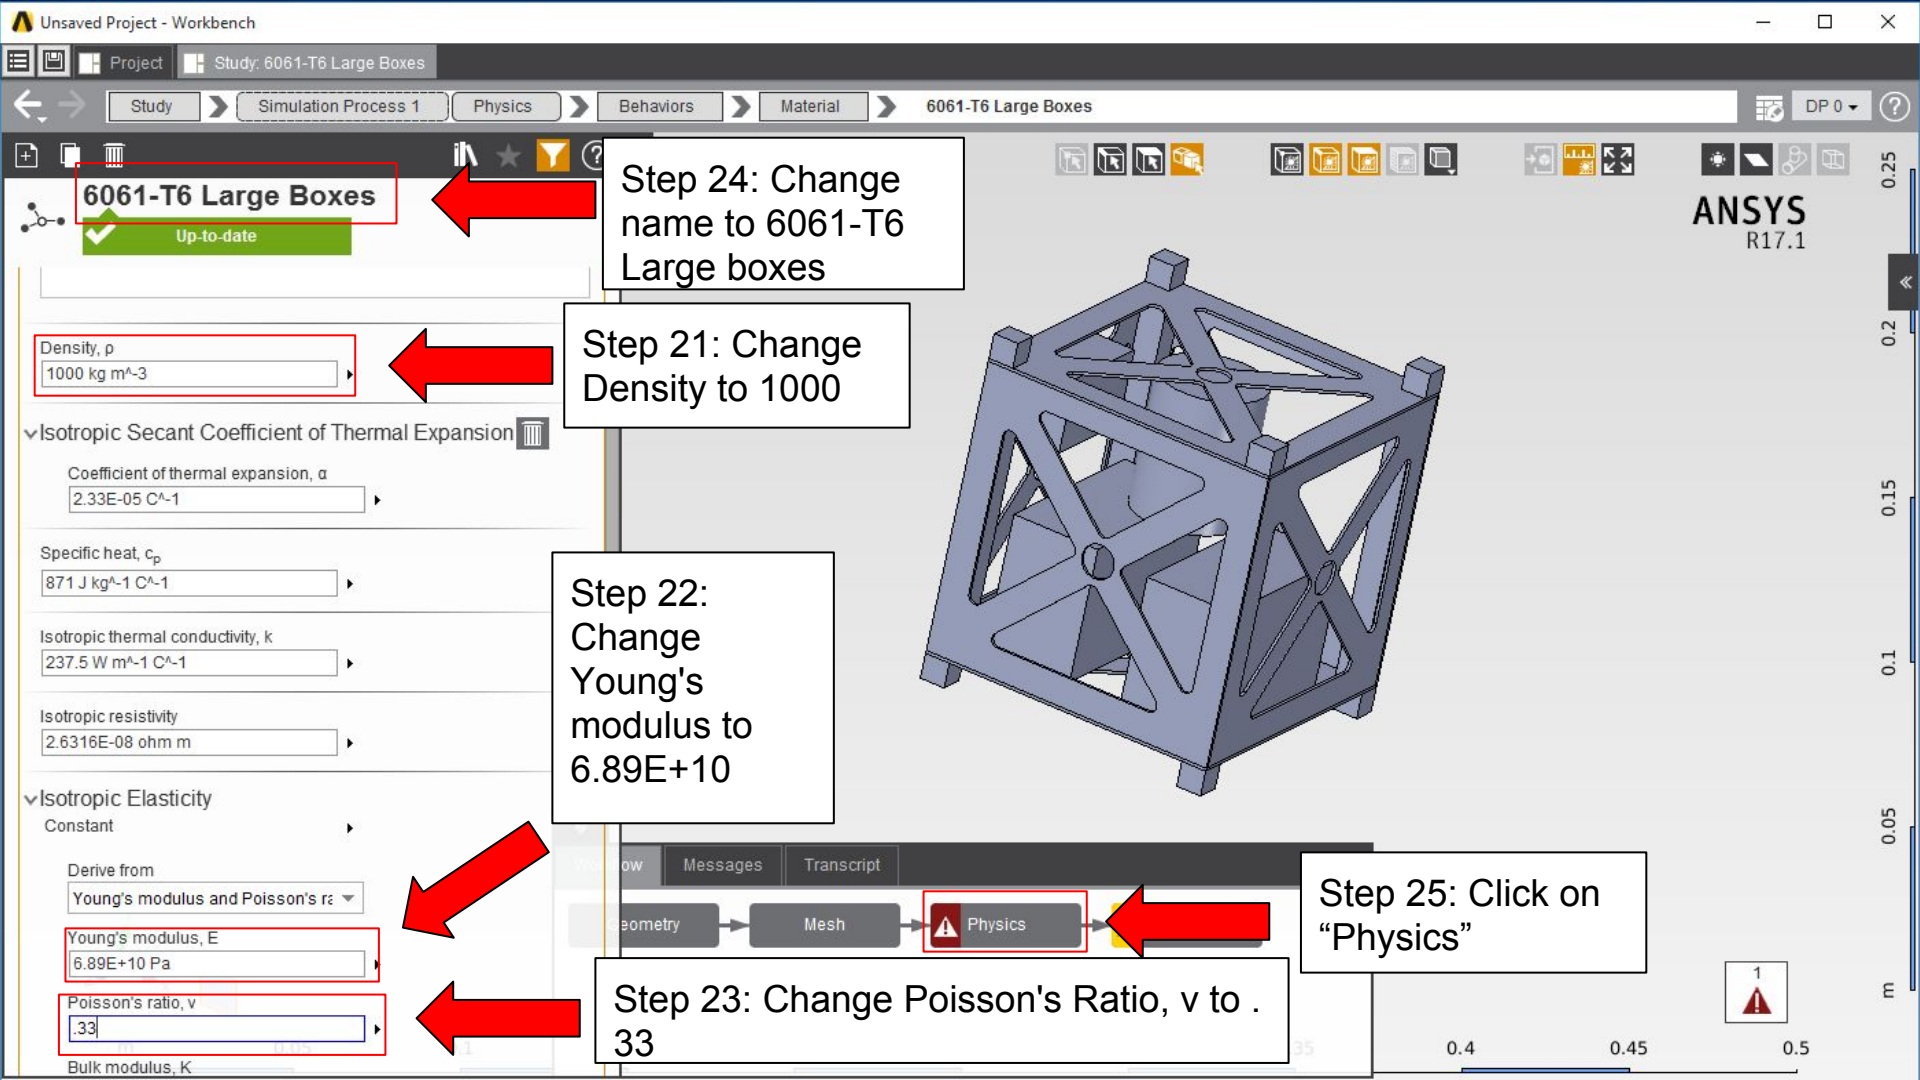 Unsaved Project - Workbench
Project
Study: 6061-T6 Large Boxes
Study
Simulation Process 1
Physics
Behaviors
Material
6061-T6 Large Boxes
DP 0
6061-T6 Large Boxes
Up-to-date
Step 24: Change
name to 6061-T6
Large boxes
ANSYS
R17.1
Density, ρ
1000 kg m^-3
Step 21: Change
Density to 1000
Isotropic Secant Coefficient of Thermal Expansion
Coefficient of thermal expansion, α
2.33E-05 C^-1
Specific heat, cp
871 J kg^-1 C^-1
Isotropic thermal conductivity, k
237.5 W m^-1 C^-1
Isotropic resistivity
2.6316E-08 ohm m
Step 22:
Change
Young's
modulus to
6.89E+10
Isotropic Elasticity
Constant
Derive from
Young's modulus and Poisson's ra
Young's modulus, E
6.89E+10 Pa
Poisson's ratio, v
.33
Bulk modulus, K
Messages
Transcript
Mesh
Physics
Step 25: Click on
“Physics”
Step 23: Change Poisson's Ratio, v to .
33
1
0.25
0.2
0.15
0.1
0.05
m
0.4
0.45
0.5